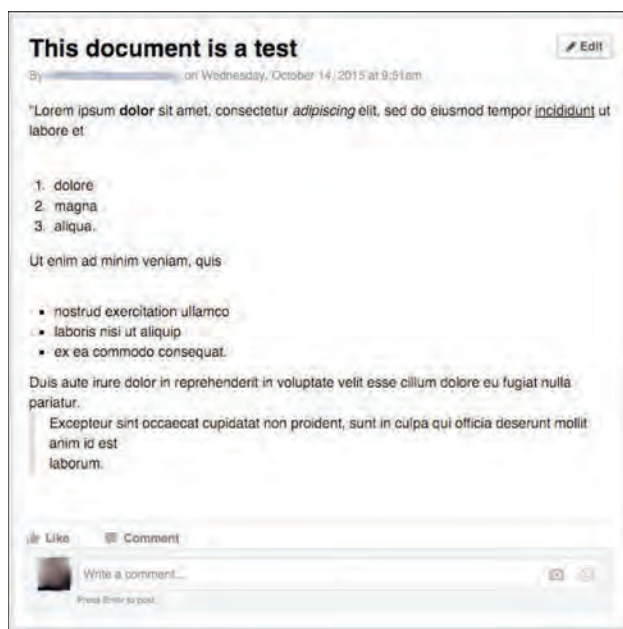 This document is a test
Edit
By on Wednesday, October 14, 2015 at 9:51am
"Lorem ipsum dolor sit amet, consectetur adipiscing elit, sed do eiusmod tempor incididunt ut
labore et
1. dolore
2. magna
3. aliqua.
Ut enim ad minim veniam, quis
▪ nostrud exercitation ullamco
▪ laboris nisi ut aliquip
▪ ex ea commodo consequat.
Duis aute irure dolor in reprehenderit in voluptate velit esse cillum dolore eu fugiat nulla
pariatur.
Excepteur sint occaecat cupidatat non proident, sunt in culpa qui officia deserunt mollit
anim id est
laborum.
Like Comment
Write a comment...
Press Enter to post.